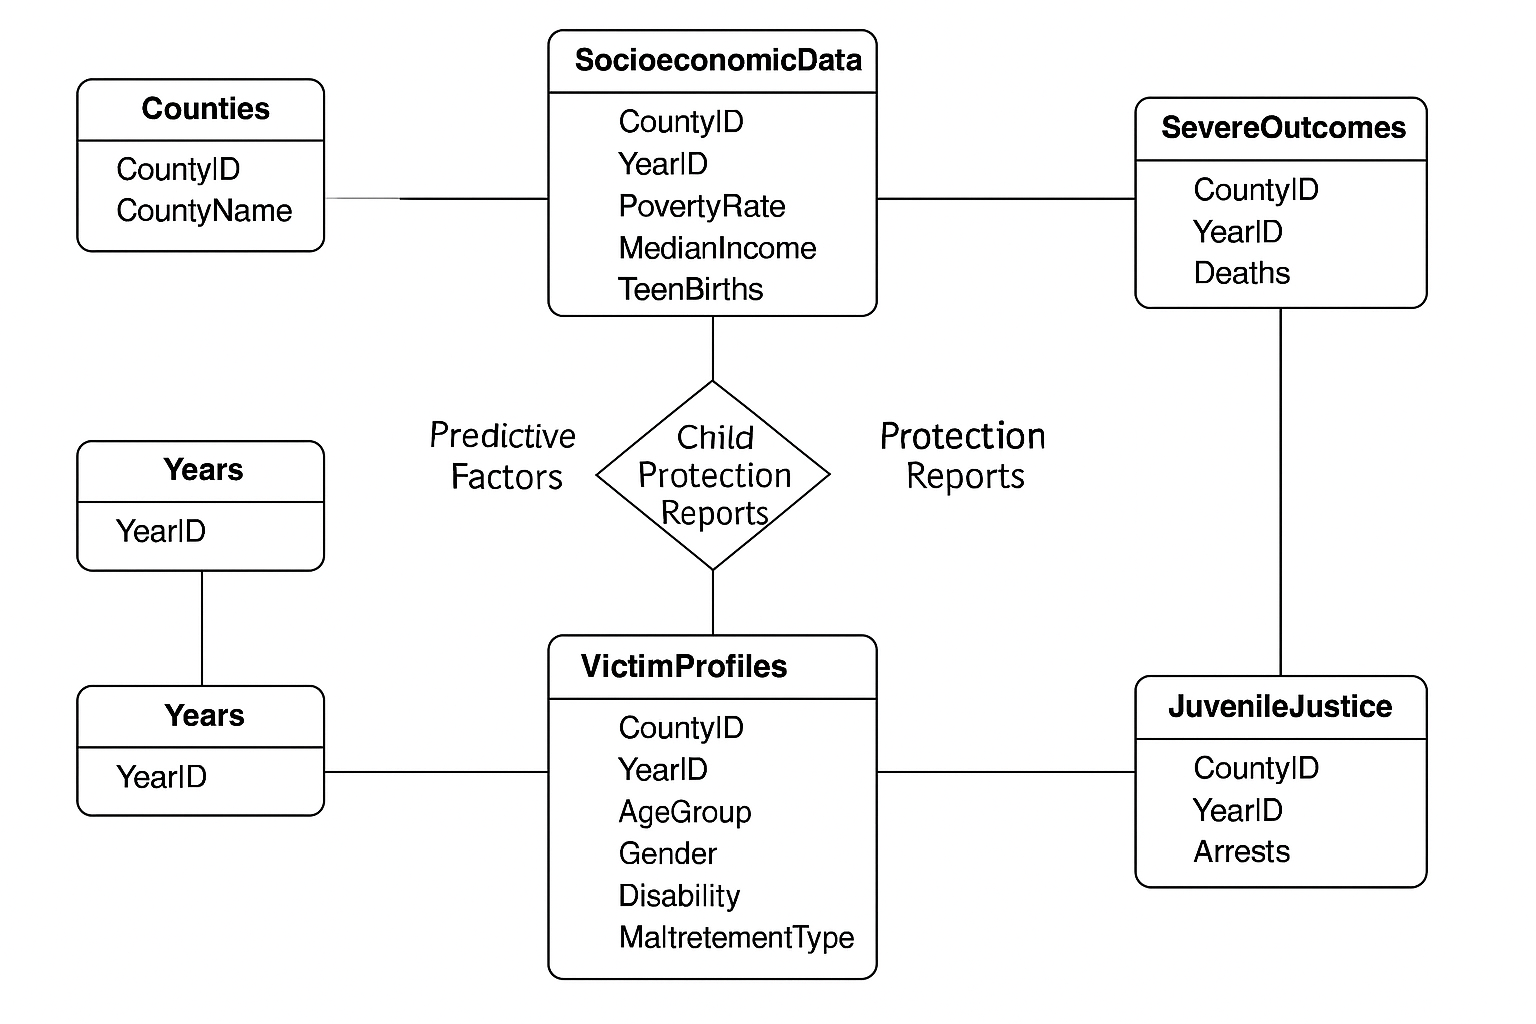 Counties
CountyID
CountyName
SocioeconomicData
CountyID
YearID
PovertyRate
MedianIncome
TeenBirths
SevereOutcomes
CountyID
YearID
Deaths
Predictive
Factors
Child
Protection
Reports
Protection
Reports
Years
YearID
Years
YearID
VictimProfiles
CountyID
YearID
AgeGroup
Gender
Disability
MaltretementType
JuvenileJustice
CountyID
YearID
Arrests